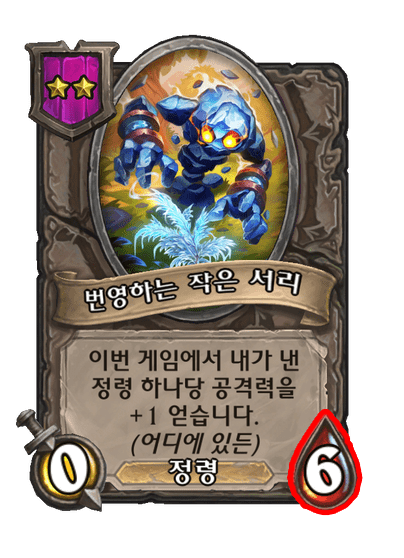 번영하는 작은 서리
이번 게임에서 내가 낸
정령 하나당 공격력을
+1 얻습니다.
(어디에 있든)
0
정령
6